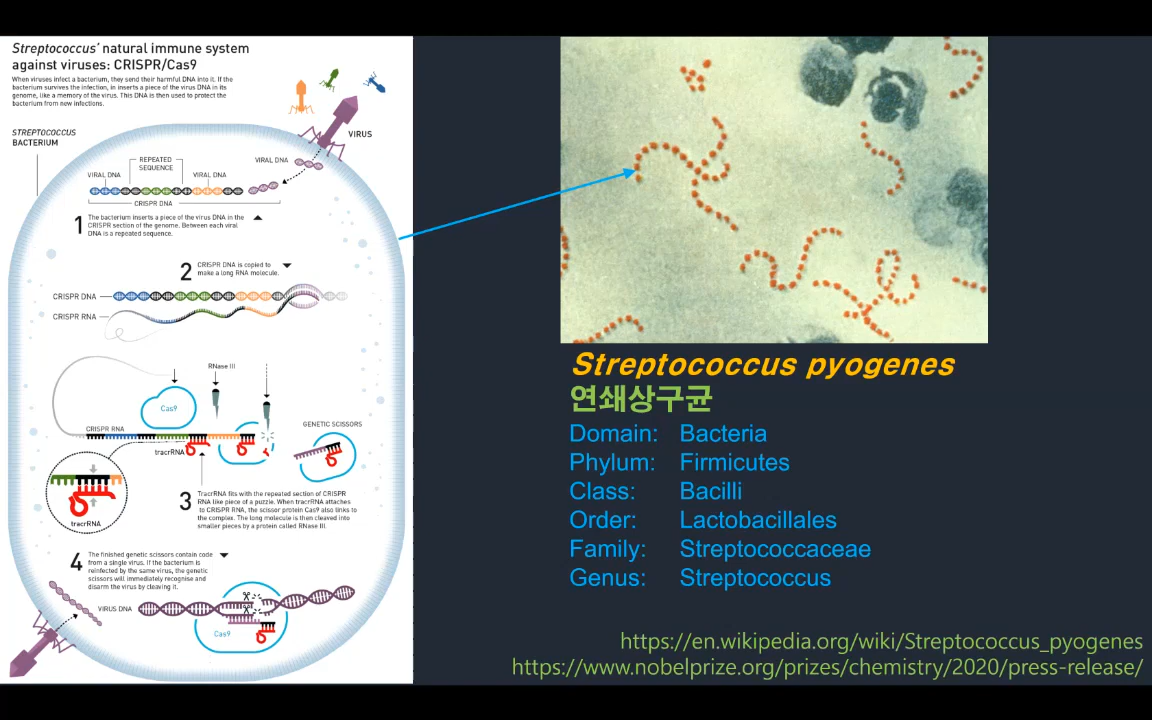 Streptococcus' natural immune system
against viruses: CRISPR/Cas9
When viruses infect a bacterium, they send their harmful DNA into it. If the
bacterium survives the infection, in inserts a piece of the virus DNA in its
genome, like a memory of the virus. This DNA is then used to protect the
bacterium from new infections.
STREPTOCOCCUS
BACTERIUM
VIRUS
VIRAL DNA
REPEATED
SEQUENCE
VIRAL DNA
VIRAL DNA
CRISPR DNA
1
The bacterium inserts a piece of the virus DNA in the
CRISPR section of the genome. Between each viral
DNA is a repeated sequence.
2
CRISPR DNA is copied to
make a long RNA molecule.
CRISPR DNA
CRISPR RNA
RNase III
Cas9
CRISPR RNA
tracrRNA
GENETIC SCISSORS
tracrRNA
3
TracrRNA fits with the repeated section of CRISPR
RNA like piece of a puzzle. When tracrRNA attaches
to CRISPR RNA, the scissor protein Cas9 also links to
the complex. The long molecule is then cleaved into
smaller pieces by a protein called RNase III.
4
The finished genetic scissors contain code
from a single virus. If the bacterium is
reinfected by the same virus, the genetic
scissors will immediately recognise and
disarm the virus by cleaving it.
VIRUS DNA
Cas9
Streptococcus pyogenes
연쇄상구균
Domain: Bacteria
Phylum: Firmicutes
Class: Bacilli
Order: Lactobacillales
Family: Streptococcaceae
Genus: Streptococcus
https://en.wikipedia.org/wiki/Streptococcus_pyogenes
https://www.nobelprize.org/prizes/chemistry/2020/press-release/